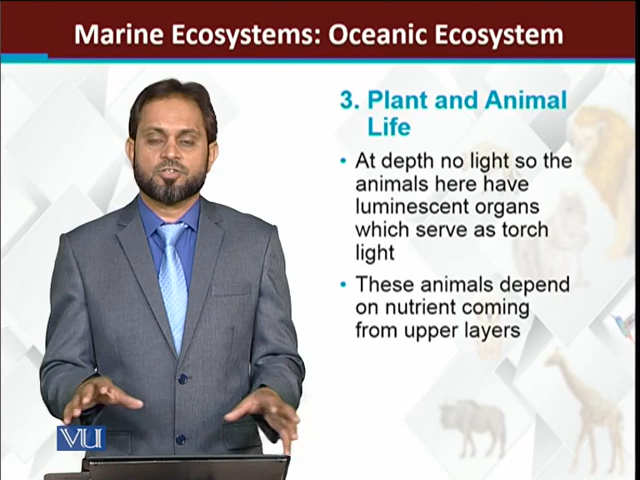 Marine Ecosystems: Oceanic Ecosystem
3. Plant and Animal
Life
• At depth no light so the
animals here have
luminescent organs
which serve as torch
light
• These animals depend
on nutrient coming
from upper layers
VU